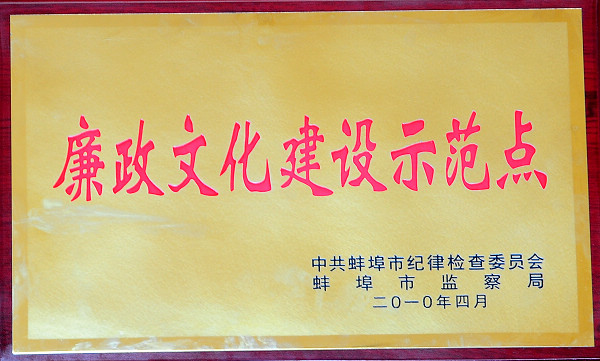 廉政文化建设示范点
中共蚌埠市纪律检查委员会
蚌埠市监察局
二〇一〇年四月